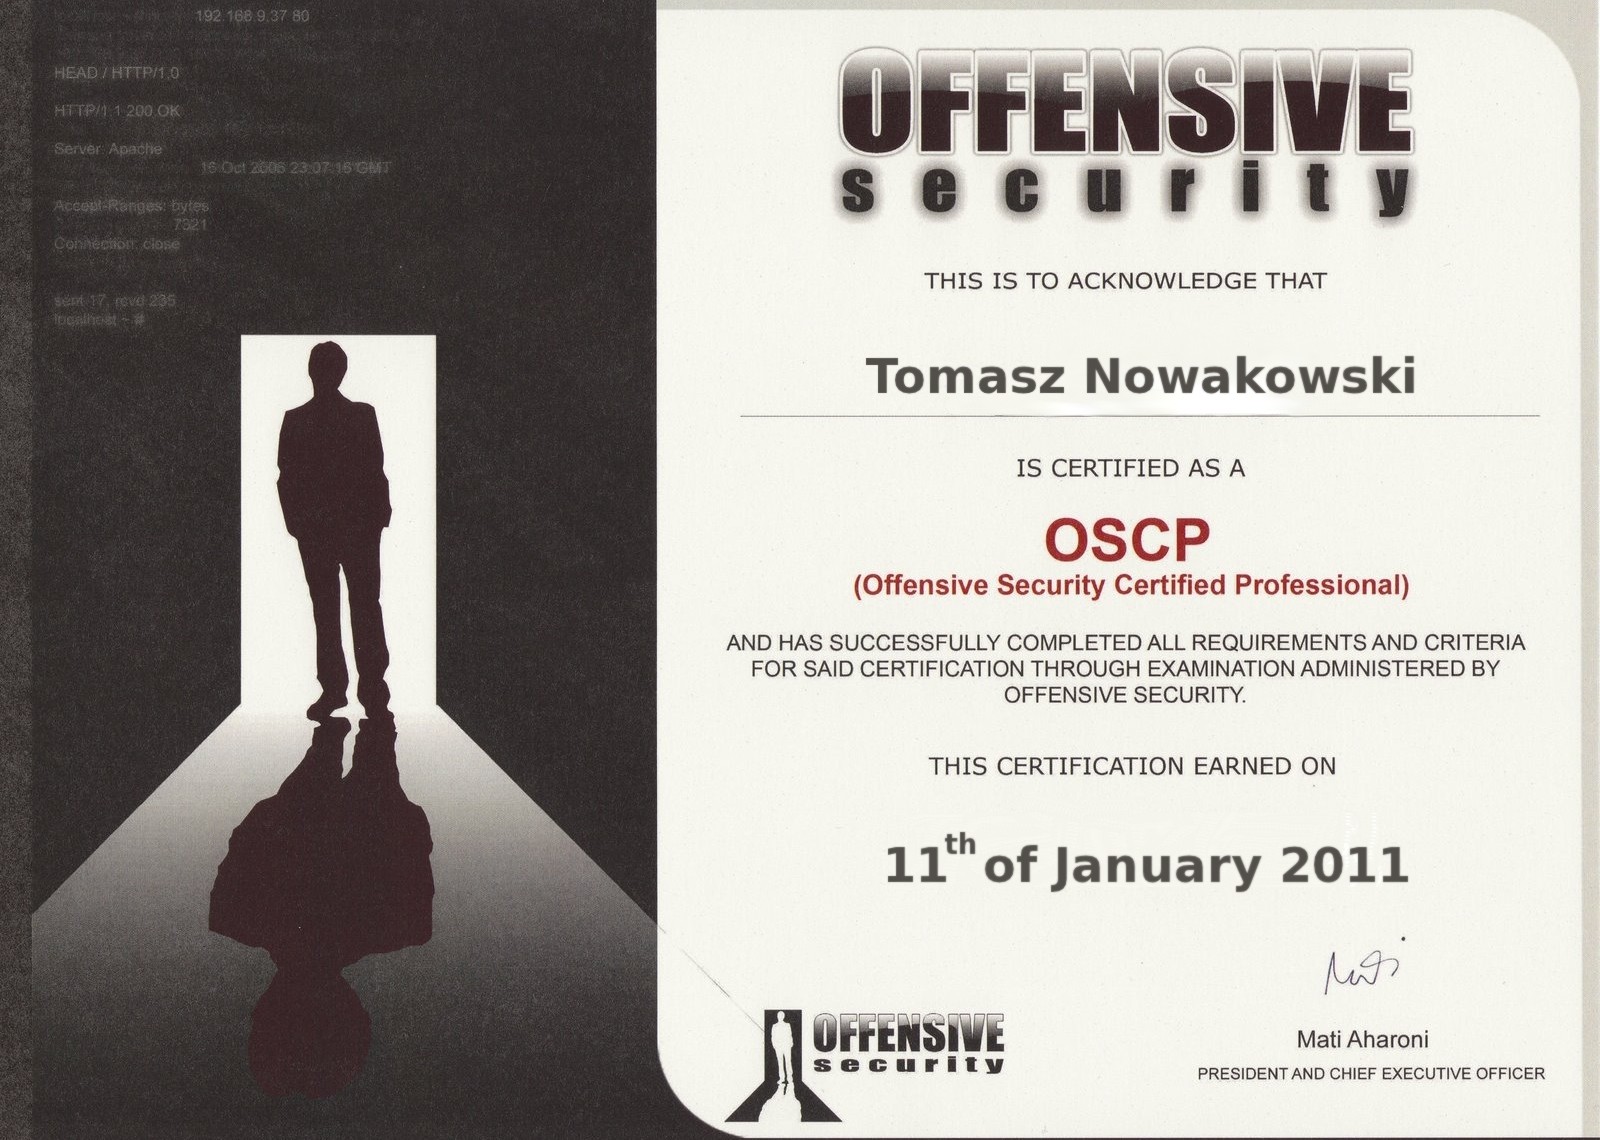 192.168.9.37 80
HEAD / HTTP/1.0
HTTP/1.1 200 OK
Server: Apache
16 Oct 2006 23:07:16 GMT
Accept-Ranges: bytes
7321
Connection: close
sent 17, rcvd 235
localhost ~ #
OFFENSIVE
security
THIS IS TO ACKNOWLEDGE THAT
Tomasz Nowakowski
IS CERTIFIED AS A
OSCP
(Offensive Security Certified Professional)
AND HAS SUCCESSFULLY COMPLETED ALL REQUIREMENTS AND CRITERIA
FOR SAID CERTIFICATION THROUGH EXAMINATION ADMINISTERED BY
OFFENSIVE SECURITY.
THIS CERTIFICATION EARNED ON
11th of January 2011
Mati
OFFENSIVE
security
Mati Aharoni
PRESIDENT AND CHIEF EXECUTIVE OFFICER